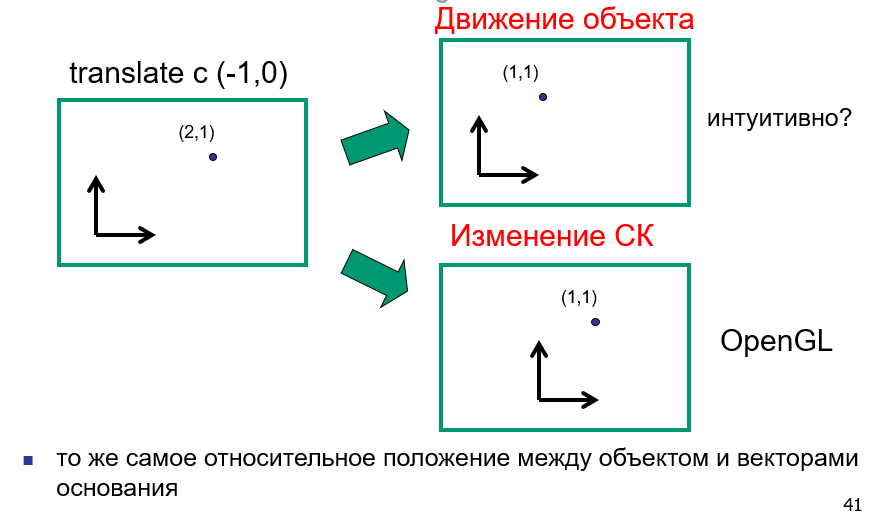 Движение объекта
translate с (-1,0)
(1,1)
(2,1)
интуитивно?
Изменение СК
(1,1)
OpenGL
то же самое относительное положение между объектом и векторами
основания
41